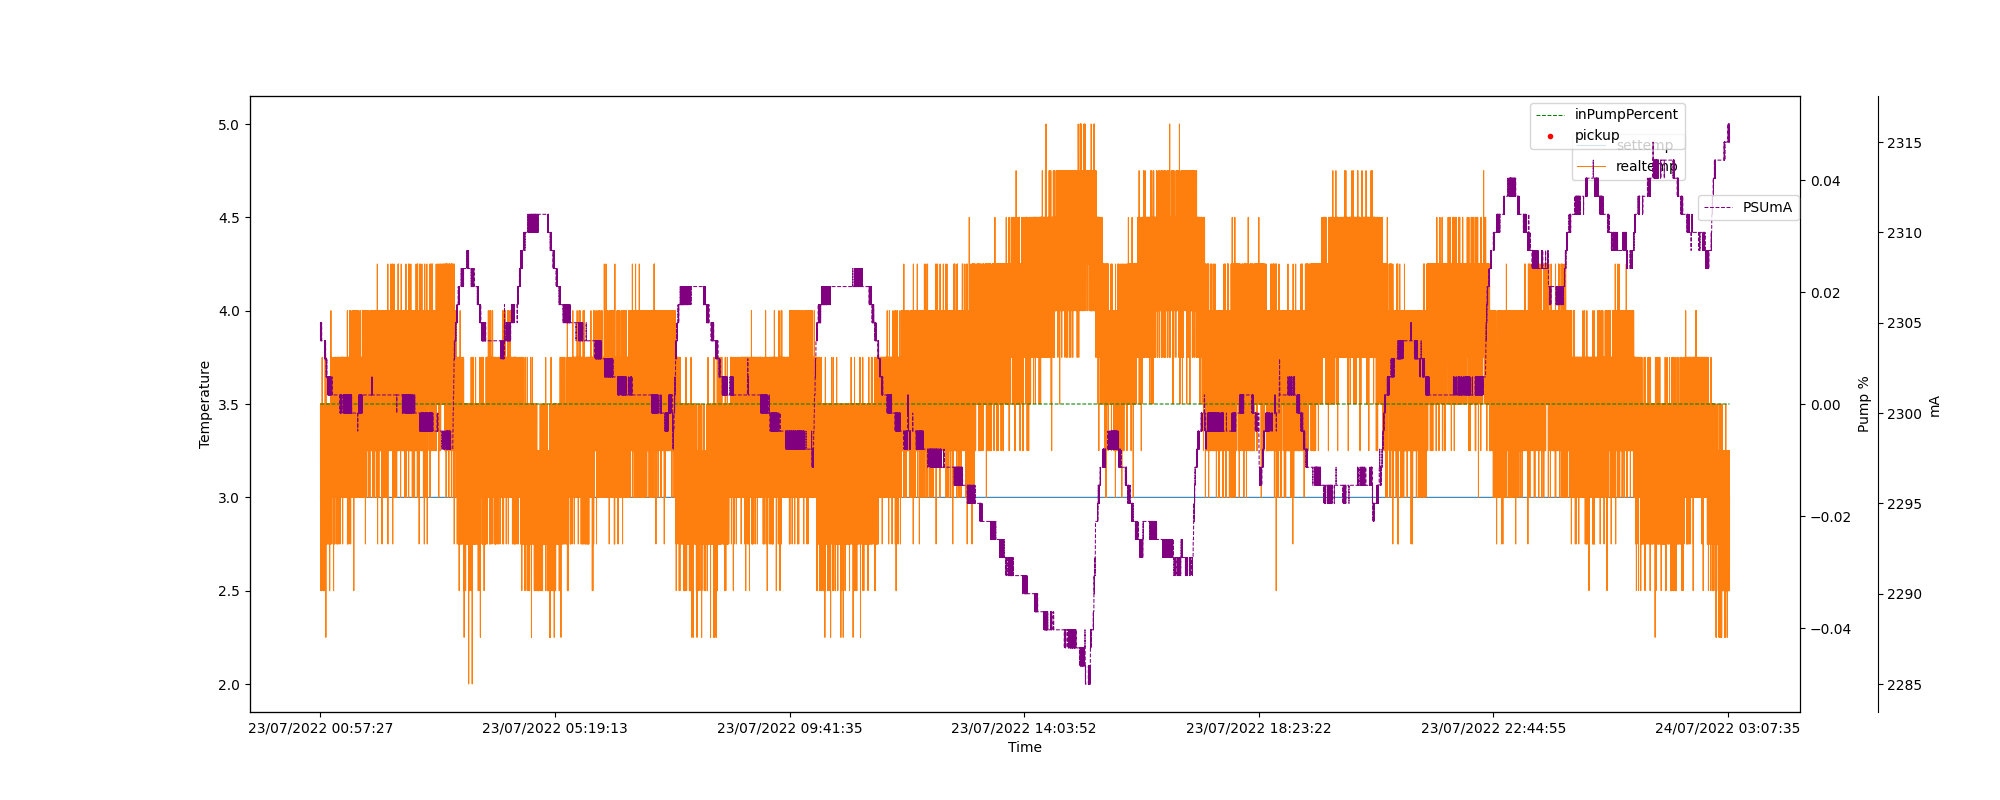 inPumpPercent
pickup
settemp
realtemp
PSUmA
Temperature
5.0
4.5
4.0
3.5
3.0
2.5
2.0
0.04
0.02
0.00
−0.02
−0.04
Pump %
2315
2310
2305
2300
2295
2290
2285
mA
23/07/2022 00:57:27
23/07/2022 05:19:13
23/07/2022 09:41:35
23/07/2022 14:03:52
23/07/2022 18:23:22
23/07/2022 22:44:55
24/07/2022 03:07:35
Time